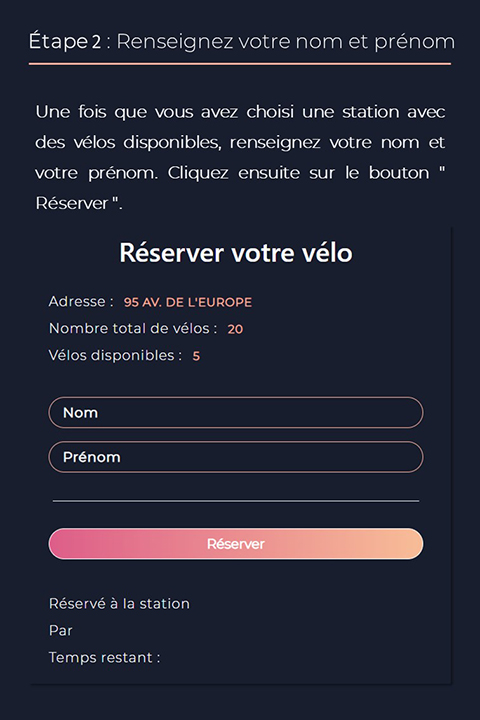 Étape 2 : Renseignez votre nom et prénom
Une fois que vous avez choisi une station avec
des vélos disponibles, renseignez votre nom et
votre prénom. Cliquez ensuite sur le bouton "
Réserver ".
Réserver votre vélo
Adresse : 95 AV. DE L'EUROPE
Nombre total de vélos : 20
Vélos disponibles : 5
Nom
Prénom
Réserver
Réservé à la station
Par
Temps restant :